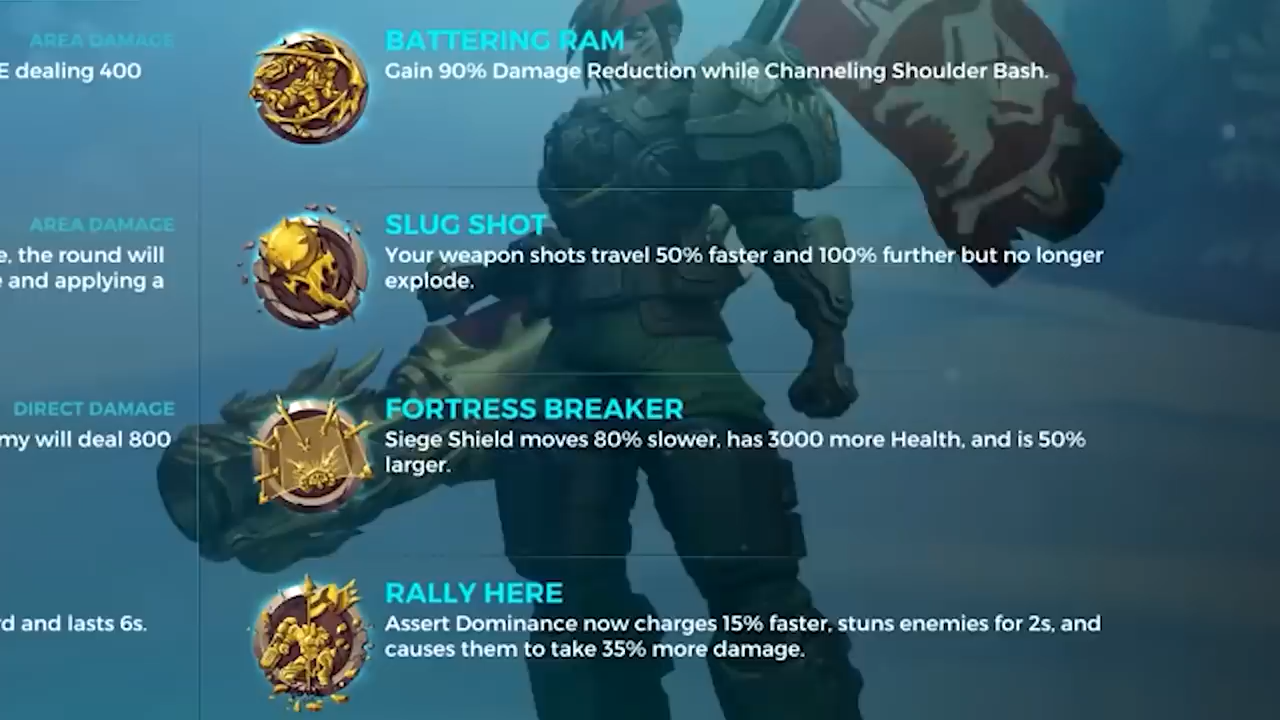 AREA DAMAGE
E dealing 400
BATTERING RAM
Gain 90% Damage Reduction while Channeling Shoulder Bash.
AREA DAMAGE
e, the round will
e and applying a
SLUG SHOT
Your weapon shots travel 50% faster and 100% further but no longer
explode.
DIRECT DAMAGE
my will deal 800
FORTRESS BREAKER
Siege Shield moves 80% slower, has 3000 more Health, and is 50%
larger.
d and lasts 6s.
RALLY HERE
Assert Dominance now charges 15% faster, stuns enemies for 2s, and
causes them to take 35% more damage.